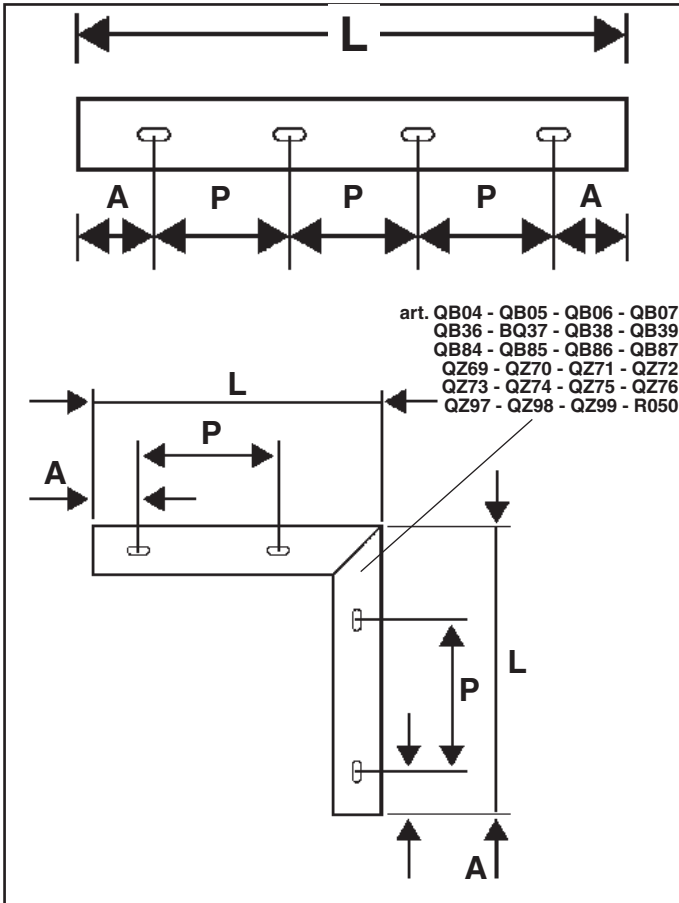 L
A P P P A
art. QB04 - QB05 - QB06 - QB07
QB36 - BQ37 - QB38 - QB39
QB84 - QB85 - QB86 - QB87
QZ69 - QZ70 - QZ71 - QZ72
QZ73 - QZ74 - QZ75 - QZ76
QZ97 - QZ98 - QZ99 - R050
L
P
A
L
P
A